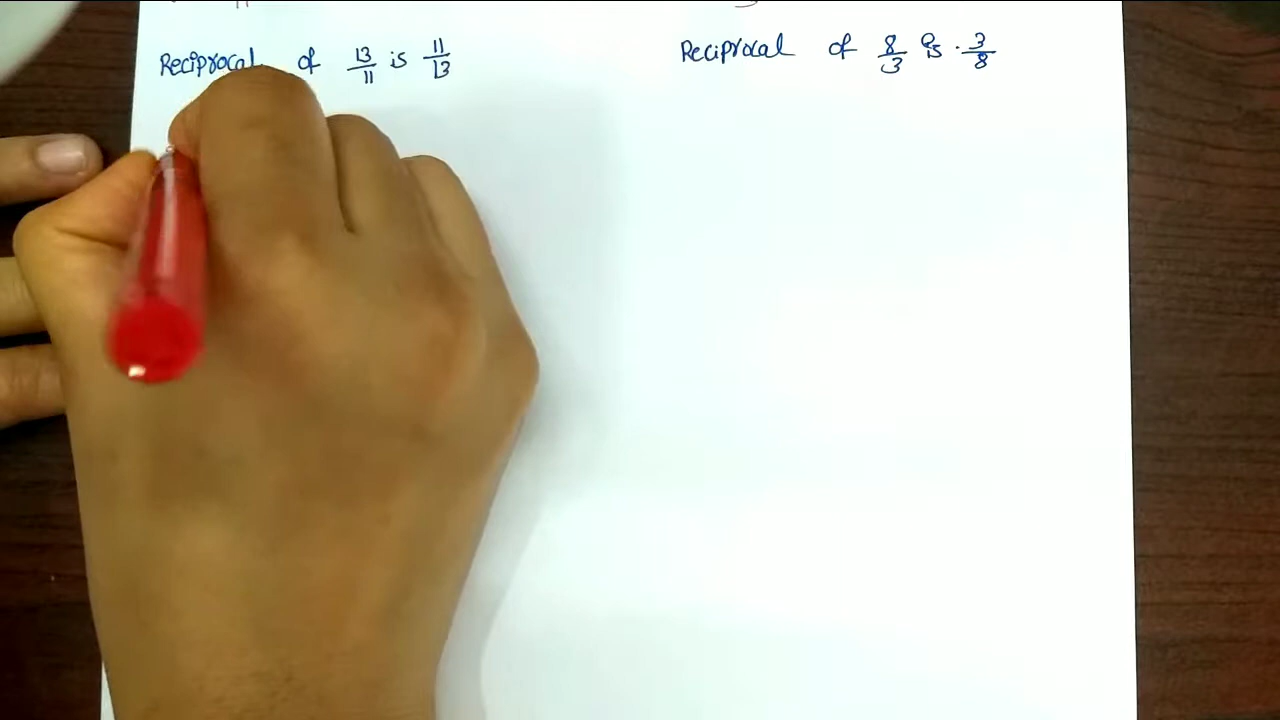 Reciprocal of 13/11 is 11/13
Reciprocal of 8/3 is 3/8